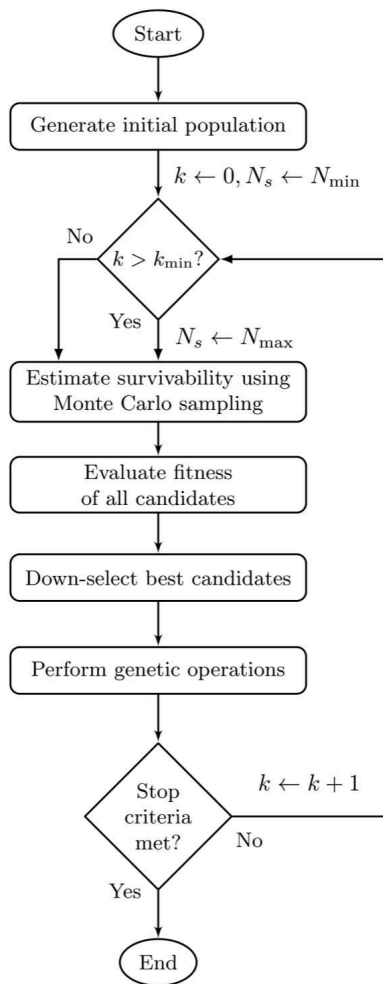 Start
Generate initial population
k ← 0, N_s ← N_min
No
k > k_min?
Yes
N_s ← N_max
Estimate survivability using
Monte Carlo sampling
Evaluate fitness
of all candidates
Down-select best candidates
Perform genetic operations
k ← k + 1
Stop
criteria
met?
No
Yes
End